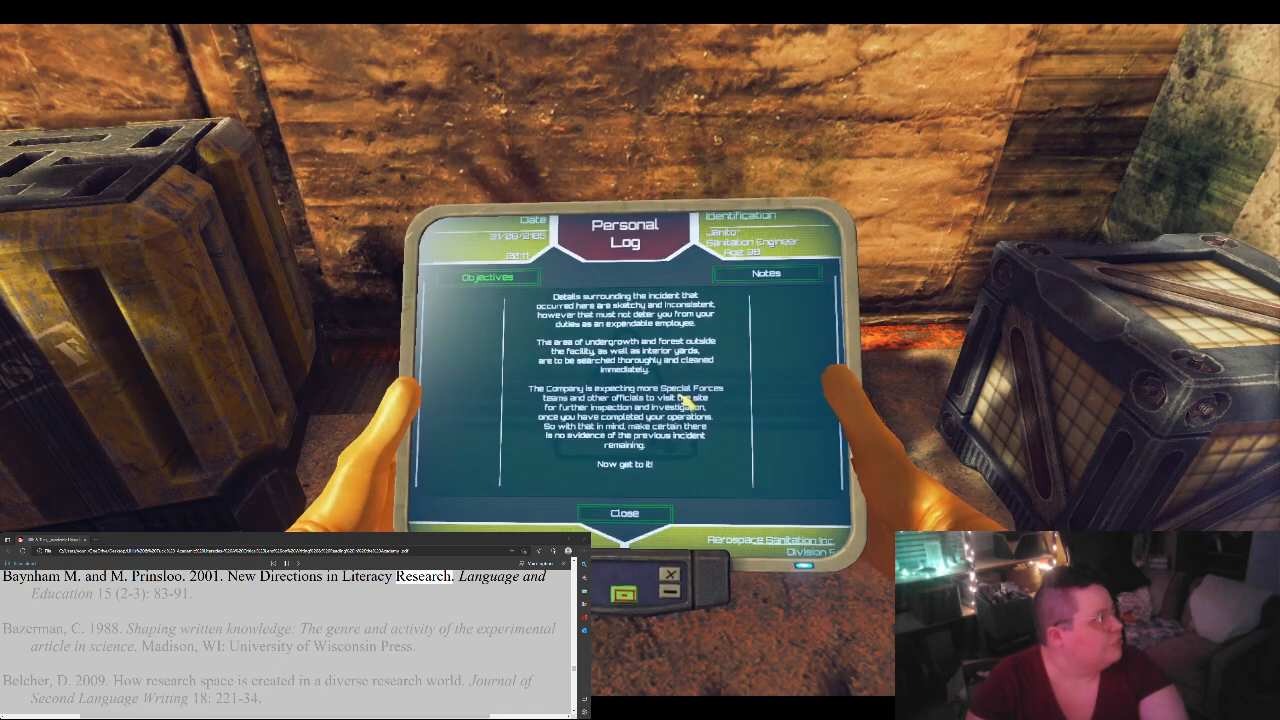 Date
Personal
Log
Identification
Janitor
Sanitation Engineer
Age: 38
Objectives
Notes
Details surrounding the incident that
occurred here are sketchy and inconsistent,
however that must not deter you from your
duties as an expendable employee.
The area of undergrowth and forest outside
the facility, as well as interior yards,
are to be searched thoroughly and cleaned
immediately.
The Company is expecting more Special Forces
teams and other officials to visit the site
for further inspection and investigation,
once you have completed your operations.
So with that in mind, make certain there
is no evidence of the previous incident
remaining.
Now get to it!
Close
Aerospace Sanitation Inc.
Division 5
Baynham M. and M. Prinsloo. 2001. New Directions in Literacy Research. Language and
Education 15 (2-3): 83-91.
Bazerman, C. 1988. Shaping written knowledge: The genre and activity of the experimental
article in science. Madison, WI: University of Wisconsin Press.
Belcher, D. 2009. How research space is created in a diverse research world. Journal of
Second Language Writing 18: 221-34.